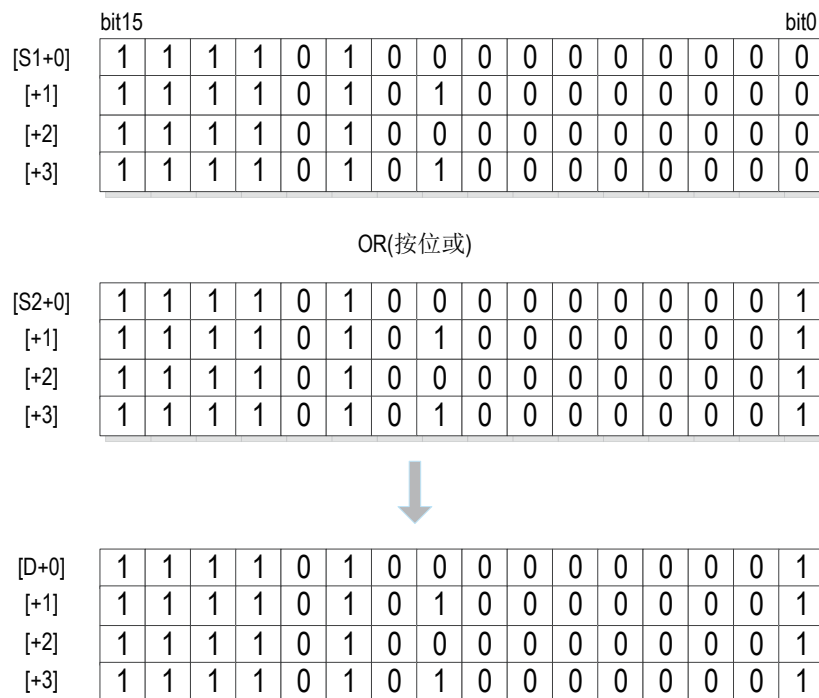 bit15 bit0
[S1+0] 1 1 1 1 0 1 0 0 0 0 0 0 0 0 0 0
[+1] 1 1 1 1 0 1 0 1 0 0 0 0 0 0 0 0
[+2] 1 1 1 1 0 1 0 0 0 0 0 0 0 0 0 0
[+3] 1 1 1 1 0 1 0 1 0 0 0 0 0 0 0 0
OR(按位或)
[S2+0] 1 1 1 1 0 1 0 0 0 0 0 0 0 0 0 1
[+1] 1 1 1 1 0 1 0 1 0 0 0 0 0 0 0 1
[+2] 1 1 1 1 0 1 0 0 0 0 0 0 0 0 0 1
[+3] 1 1 1 1 0 1 0 1 0 0 0 0 0 0 0 1
[D+0] 1 1 1 1 0 1 0 0 0 0 0 0 0 0 0 1
[+1] 1 1 1 1 0 1 0 1 0 0 0 0 0 0 0 1
[+2] 1 1 1 1 0 1 0 0 0 0 0 0 0 0 0 1
[+3] 1 1 1 1 0 1 0 1 0 0 0 0 0 0 0 1